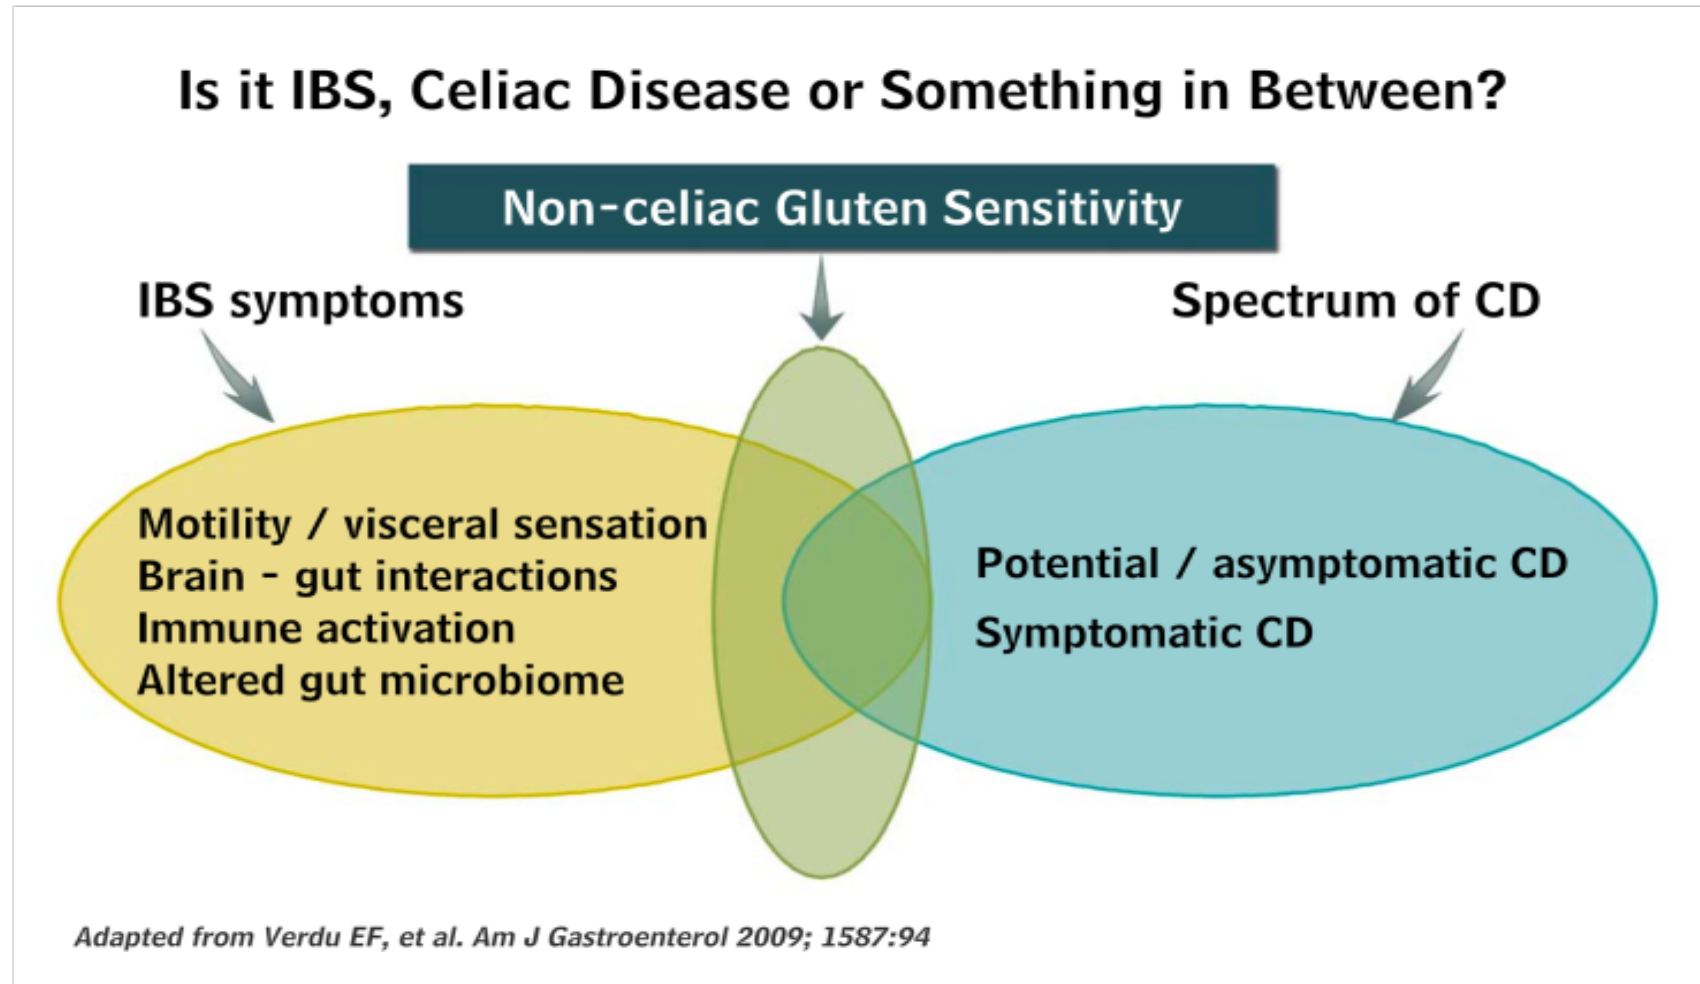 Is it IBS, Celiac Disease or Something in Between?
Non-celiac Gluten Sensitivity
IBS symptoms
Spectrum of CD
Motility / visceral sensation
Brain - gut interactions
Immune activation
Altered gut microbiome
Potential / asymptomatic CD
Symptomatic CD
Adapted from Verdu EF, et al. Am J Gastroenterol 2009; 1587:94